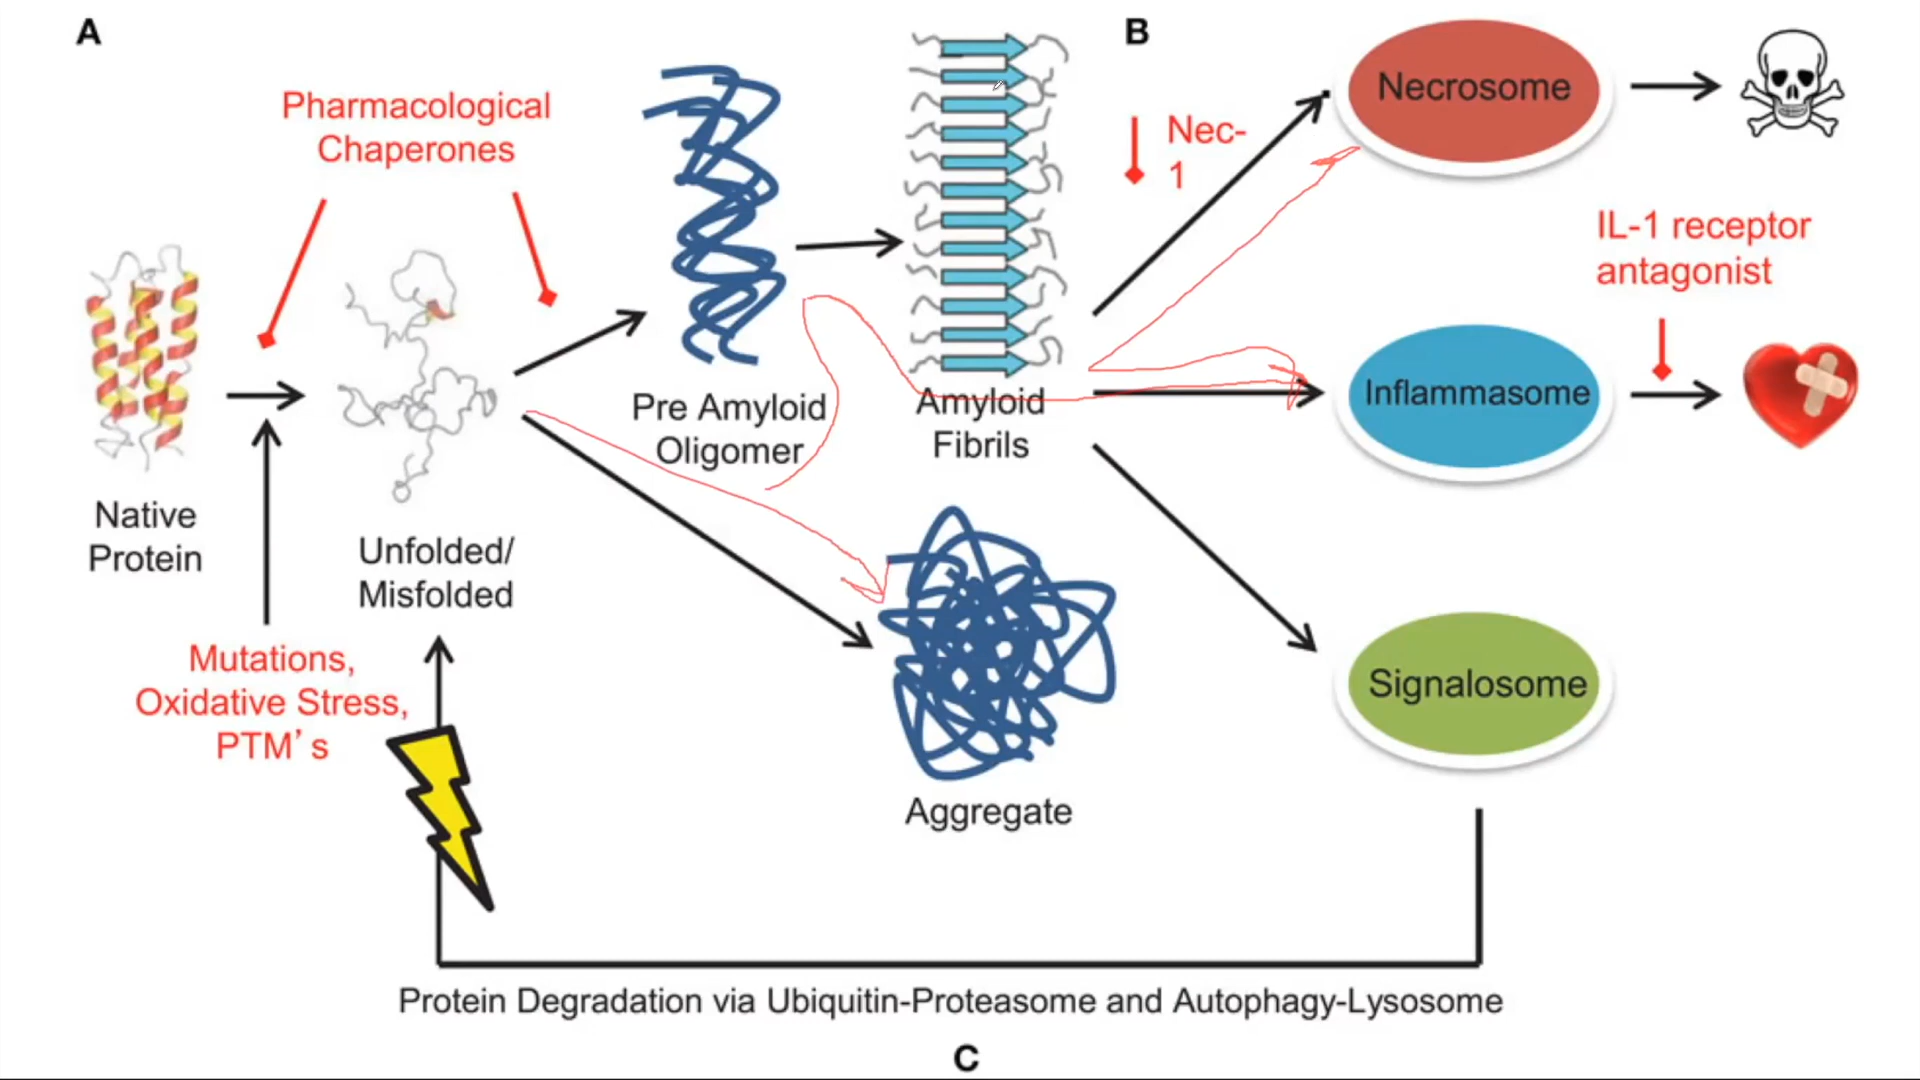 A
B
Pharmacological
Chaperones
Nec-
1
Necrosome
IL-1 receptor
antagonist
Pre Amyloid
Oligomer
Amyloid
Fibrils
Inflammasome
Native
Protein
Unfolded/
Misfolded
Mutations,
Oxidative Stress,
PTM’s
Signalosome
Aggregate
Protein Degradation via Ubiquitin-Proteasome and Autophagy-Lysosome
C